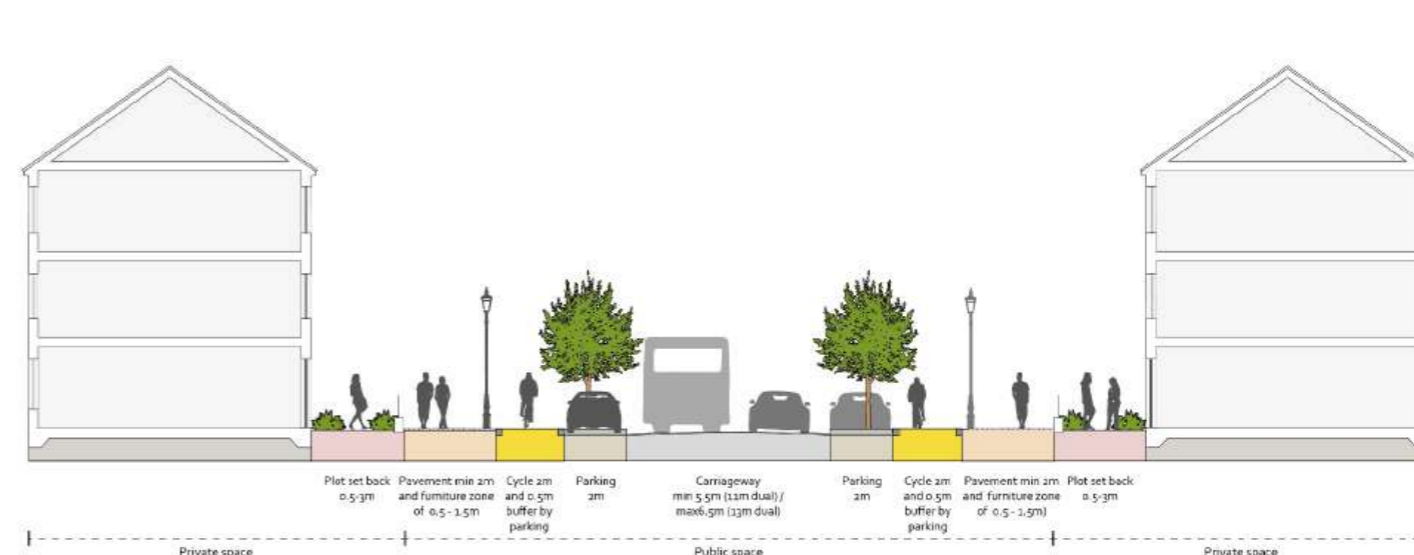 Plot set back
0.5-3m
Pavement min 2m
and furniture zone
of 0.5 - 1.5m
Cycle 2m
and 0.5m
buffer by
parking
Parking
2m
Carriageway
min 5.5m (11m dual) /
max6.5m (13m dual)
Parking
2m
Cycle 2m
and 0.5m
buffer by
parking
Pavement min 2m
and furniture zone
of 0.5 - 1.5m)
Plot set back
0.5-3m
Private space
Public space
Private space